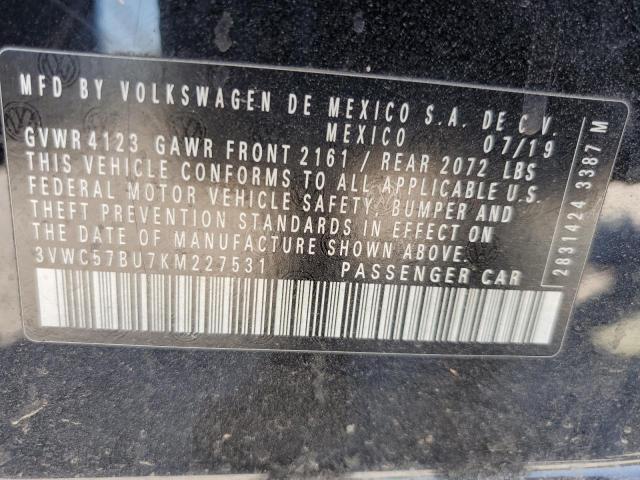 MFD BY VOLKSWAGEN DE MEXICO S.A. DE C.V.
MEXICO 07/19
GVWR 4123 GAWR FRONT 2161 / REAR 2072 LBS
THIS VEHICLE CONFORMS TO ALL APPLICABLE U.S.
FEDERAL MOTOR VEHICLE SAFETY, BUMPER AND
THEFT PREVENTION STANDARDS IN EFFECT ON
THE DATE OF MANUFACTURE SHOWN ABOVE.
3VWC57BU7KM227531 PASSENGER CAR
2831424 3387 M